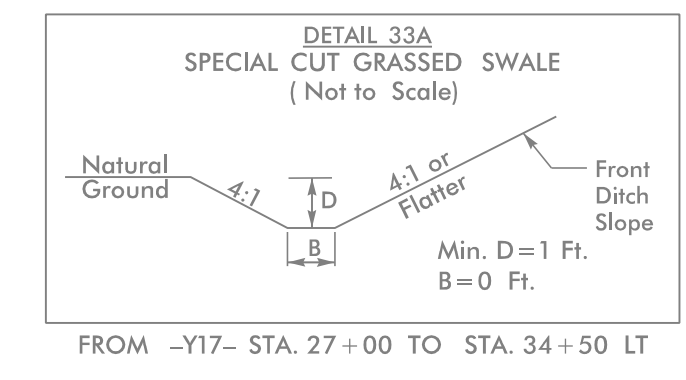 DETAIL 33A
SPECIAL CUT GRASSED SWALE
( Not to Scale)
Natural
Ground
4:1
D
B
4:1 or
Flatter
Front
Ditch
Slope
Min. D=1 Ft.
B=0 Ft.
FROM -Y17- STA. 27+00 TO STA. 34+50 LT